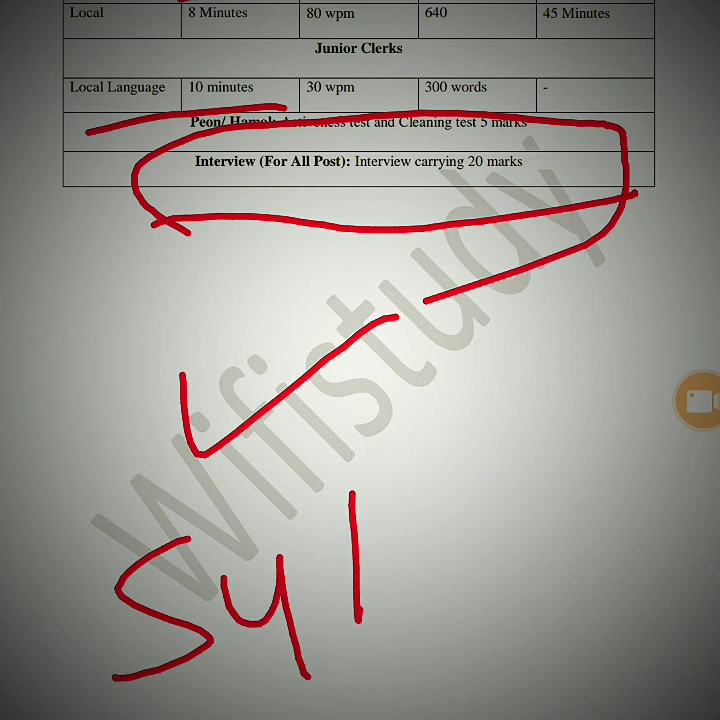 Local 8 Minutes 80 wpm 640 45 Minutes
Junior Clerks
Local Language 10 minutes 30 wpm 300 words -
Peon/ Hamal: Activeness test and Cleaning test 5 marks
Interview (For All Post): Interview carrying 20 marks
Wifistudy
Syl